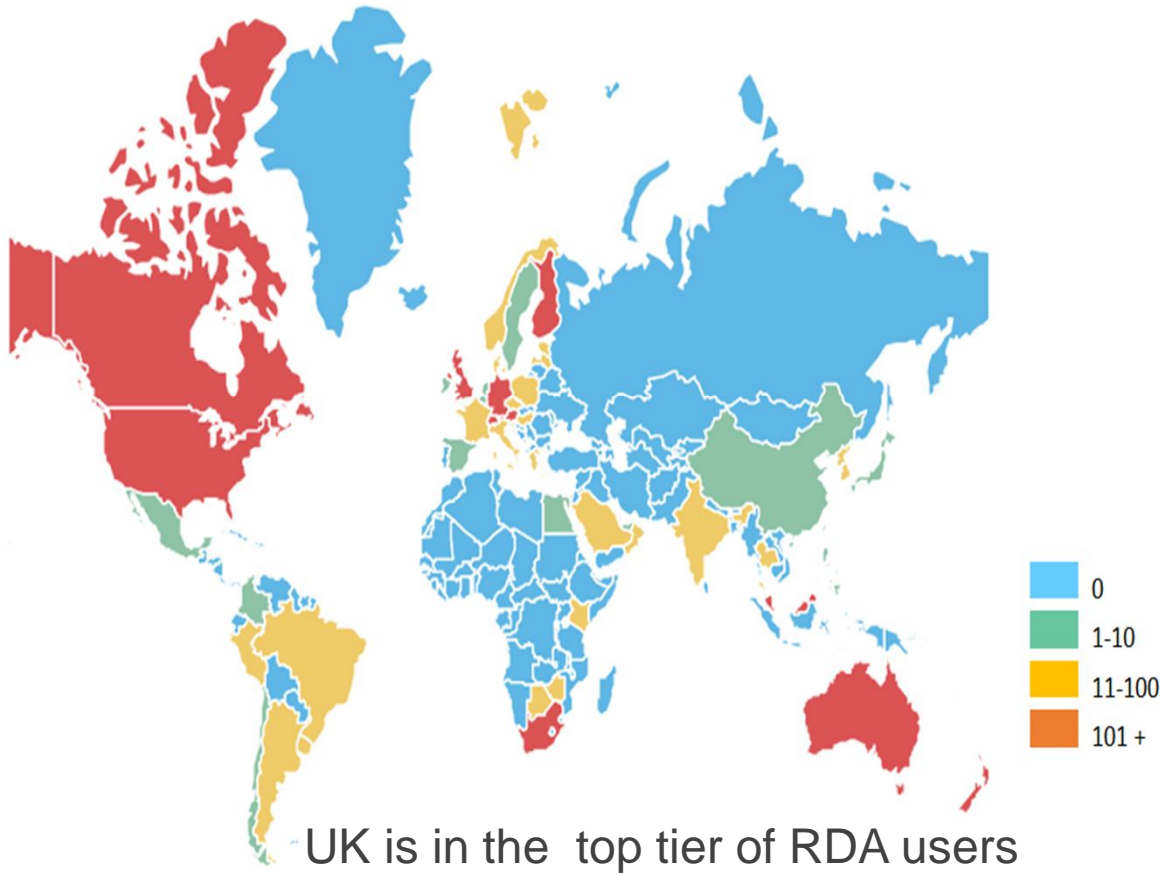 0
1-10
11-100
101 +
UK is in the top tier of RDA users